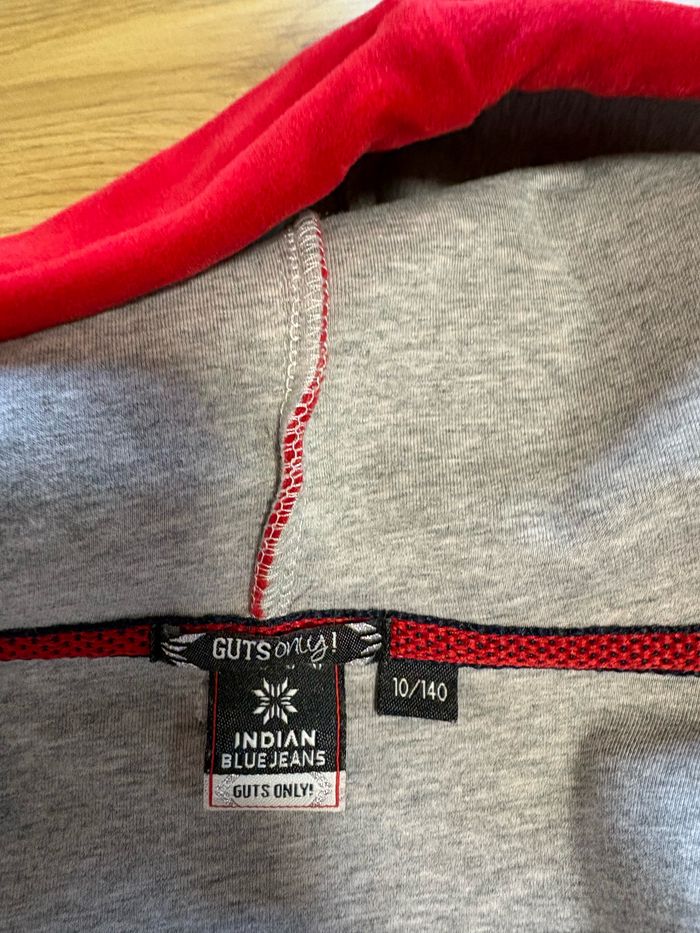 GUTS only!
10/140
INDIAN
BLUE JEANS
GUTS ONLY!